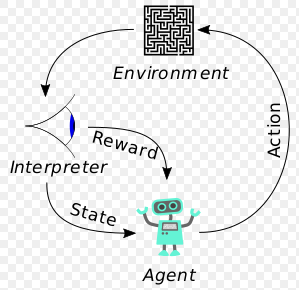 Environment
Action
Reward
Interpreter
State
Agent